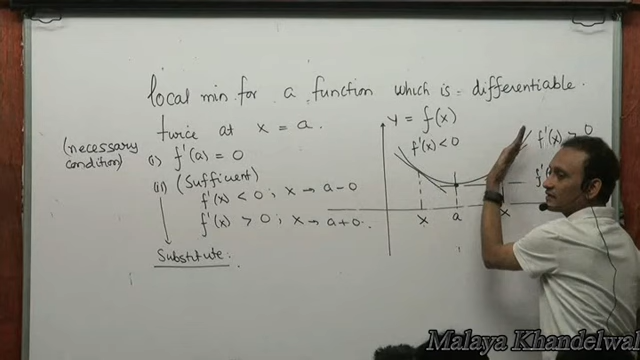 local min. for a function which is differentiable
twice at x = a.
(necessary
condition)
(i) f'(a) = 0
(ii) (Sufficient)
f'(x) < 0 ; x → a-0
f'(x) > 0 ; x → a+0.
Substitute.
y = f(x)
f'(x) < 0
f'(x) > 0
x
a
x
Malaya Khandelwal